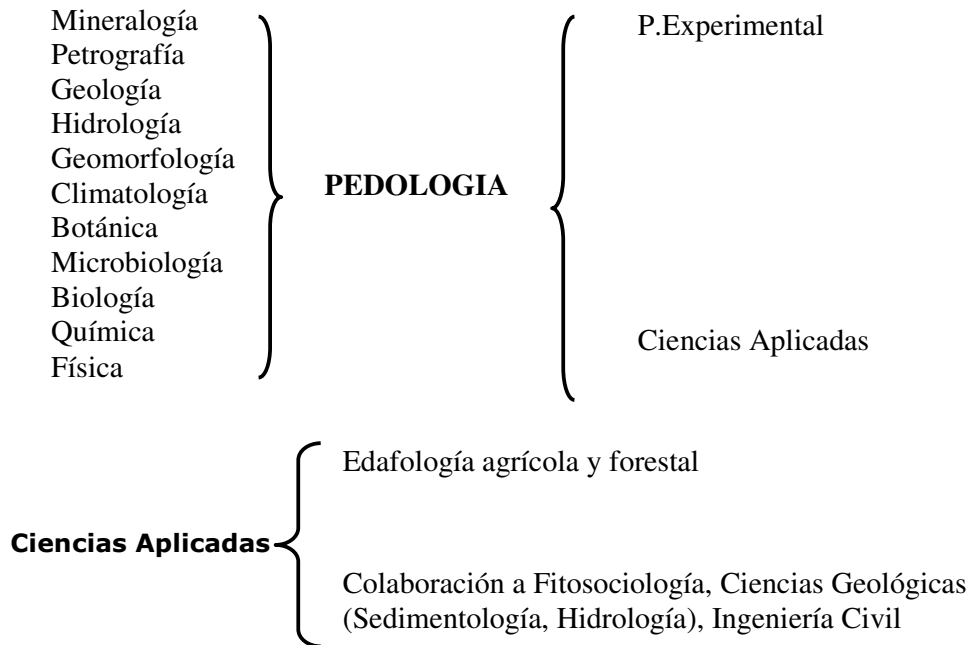 Mineralogía
Petrografía
Geología
Hidrología
Geomorfología
Climatología
Botánica
Microbiología
Biología
Química
Física
PEDOLOGIA
P.Experimental
Ciencias Aplicadas
Ciencias Aplicadas
Edafología agrícola y forestal
Colaboración a Fitosociología, Ciencias Geológicas
(Sedimentología, Hidrología), Ingeniería Civil